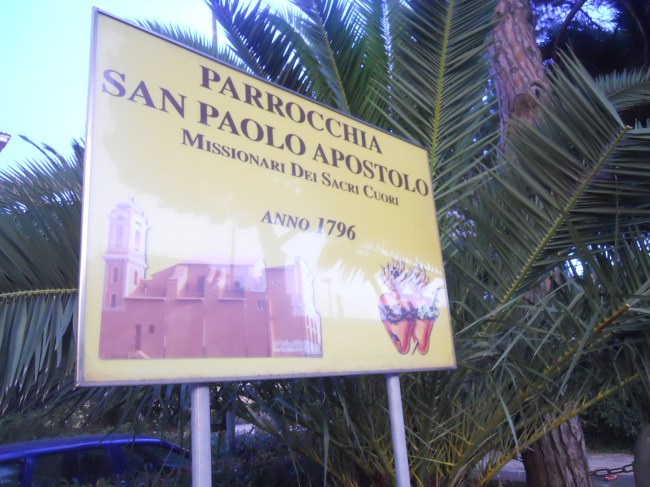 PARROCCHIA
SAN PAOLO APOSTOLO
MISSIONARI DEI SACRI CUORI
ANNO 1796